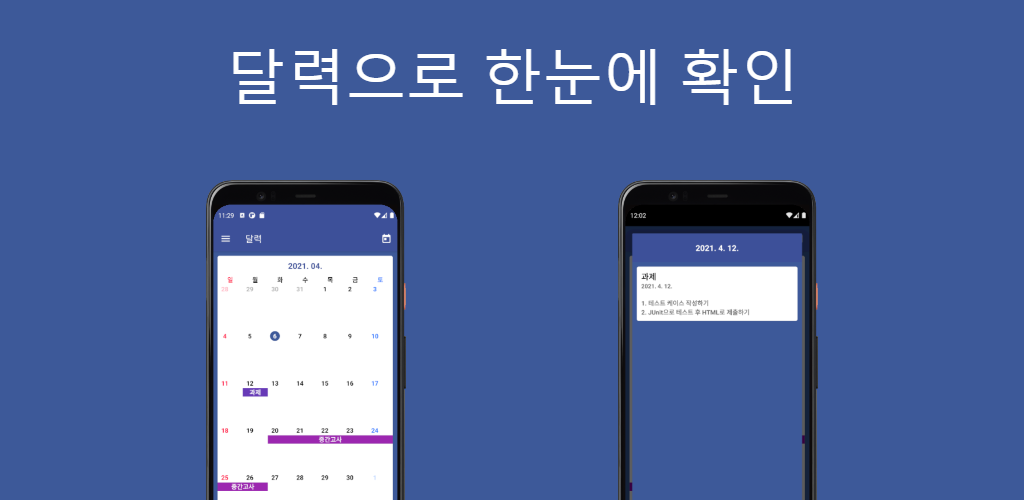 달력으로 한눈에 확인
11:29
달력
2021. 04.
일 월 화 수 목 금 토
28 29 30 31 1 2 3
4 5 6 7 8 9 10
11 12 13 14 15 16 17
과제
18 19 20 21 22 23 24
중간고사
25 26 27 28 29 30 1
중간고사
12:02
2021. 4. 12.
과제
2021. 4. 12.
1. 테스트 케이스 작성하기
2. JUnit으로 테스트 후 HTML로 제출하기